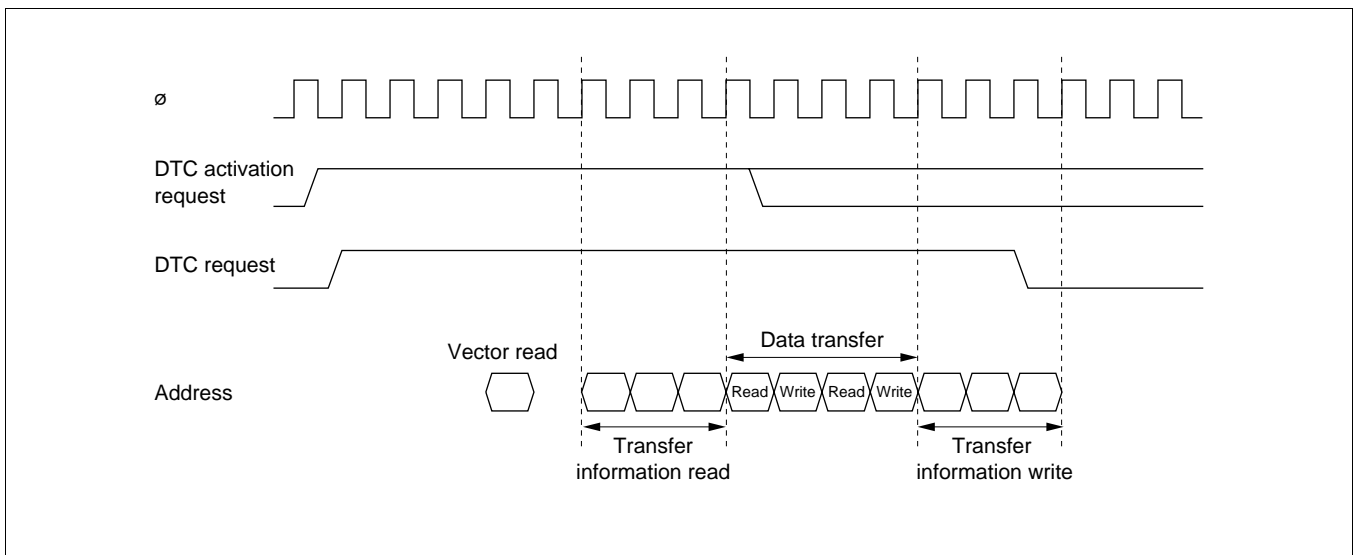 ø
DTC activation
request
DTC request
Data transfer
Vector read
Address
Read Write Read Write
Transfer
information read
Transfer
information write